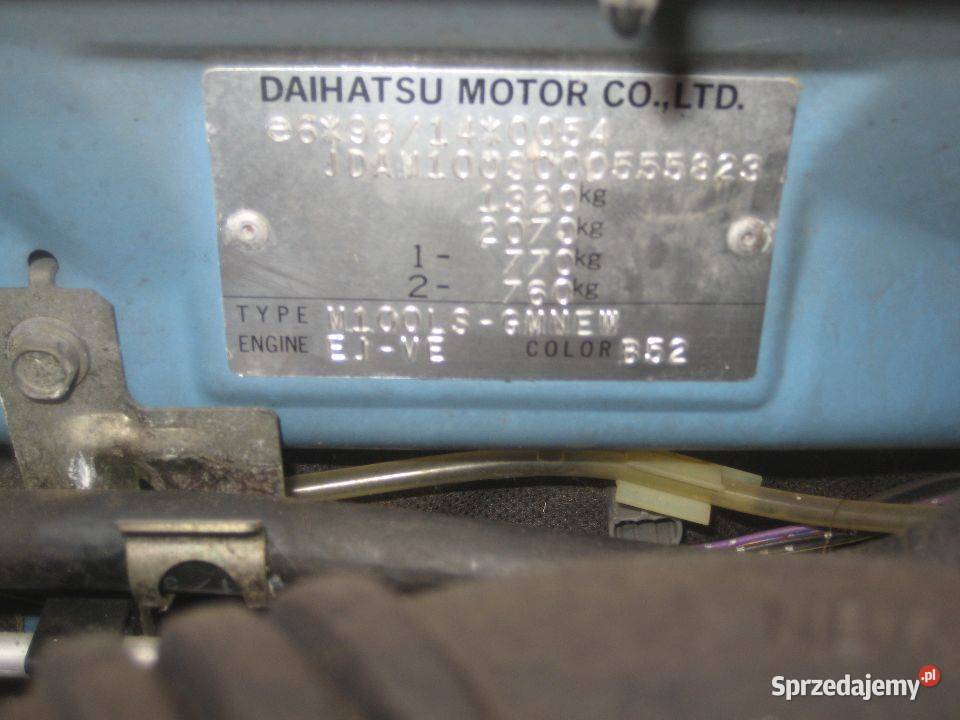 DAIHATSU MOTOR CO.,LTD.
e6*98/14*0054
JDAM100S000555823
1320kg
2070kg
1- 770kg
2- 760kg
TYPE M100LS-GMNEW
ENGINE EJ-VE COLOR B52
Sprzedajemy.pl